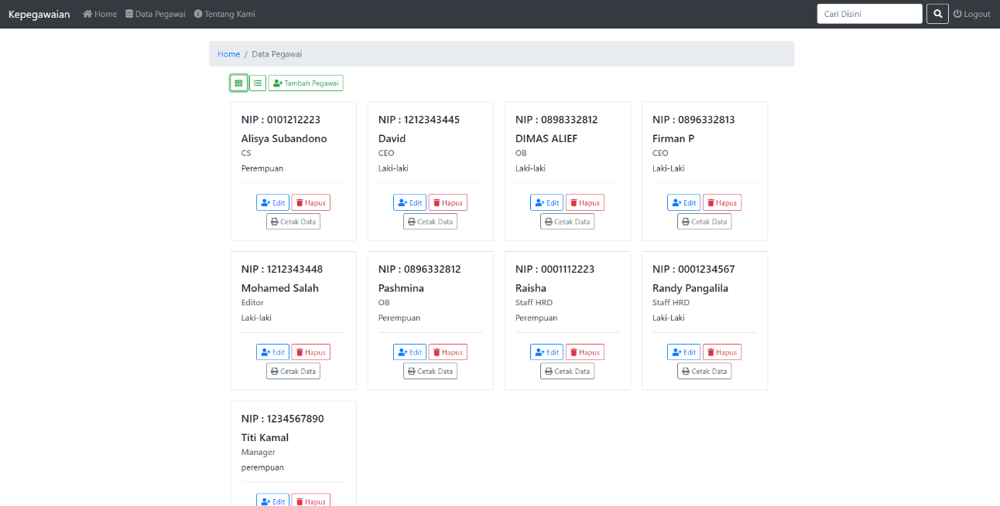 Kepegawaian Home Data Pegawai Tentang Kami Cari Disini Logout
Home / Data Pegawai
Tambah Pegawai
NIP : 0101212223
Alisya Subandono
CS
Perempuan
Edit Hapus
Cetak Data
NIP : 1212343445
David
CEO
Laki-laki
Edit Hapus
Cetak Data
NIP : 0898332812
DIMAS ALIEF
OB
Laki-laki
Edit Hapus
Cetak Data
NIP : 0896332813
Firman P
CEO
Laki-Laki
Edit Hapus
Cetak Data
NIP : 1212343448
Mohamed Salah
Editor
Laki-laki
Edit Hapus
Cetak Data
NIP : 0896332812
Pashmina
OB
Perempuan
Edit Hapus
Cetak Data
NIP : 0001112223
Raisha
Staff HRD
Perempuan
Edit Hapus
Cetak Data
NIP : 0001234567
Randy Pangalila
Staff HRD
Laki-Laki
Edit Hapus
Cetak Data
NIP : 1234567890
Titi Kamal
Manager
perempuan
Edit Hapus